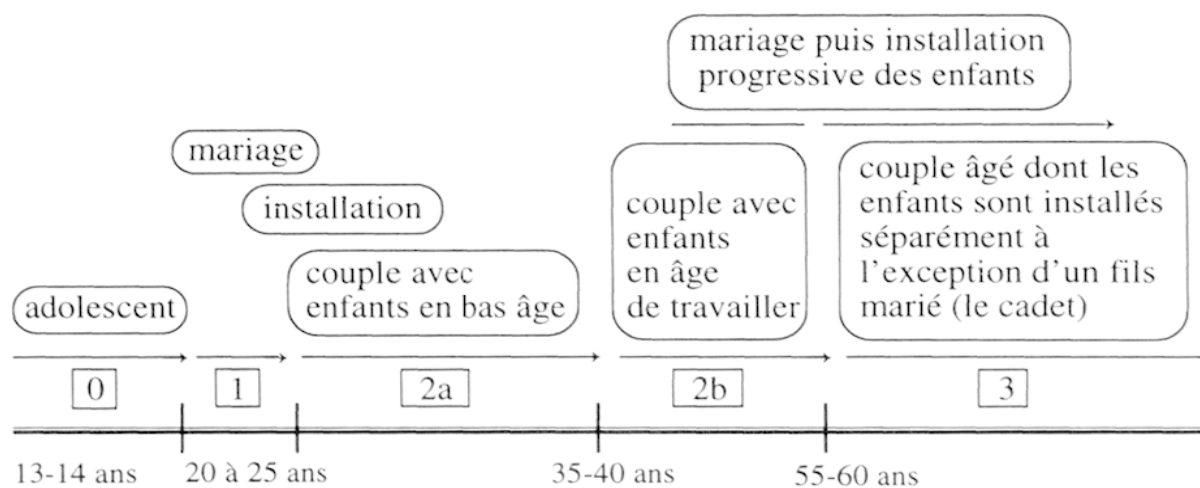 mariage puis installation
progressive des enfants
mariage
installation
couple avec
enfants en bas âge
adolescent
couple avec
enfants
en âge
de travailler
couple âgé dont les
enfants sont installés
séparément à
l'exception d'un fils
marié (le cadet)
0
1
2a
2b
3
13-14 ans
20 à 25 ans
35-40 ans
55-60 ans